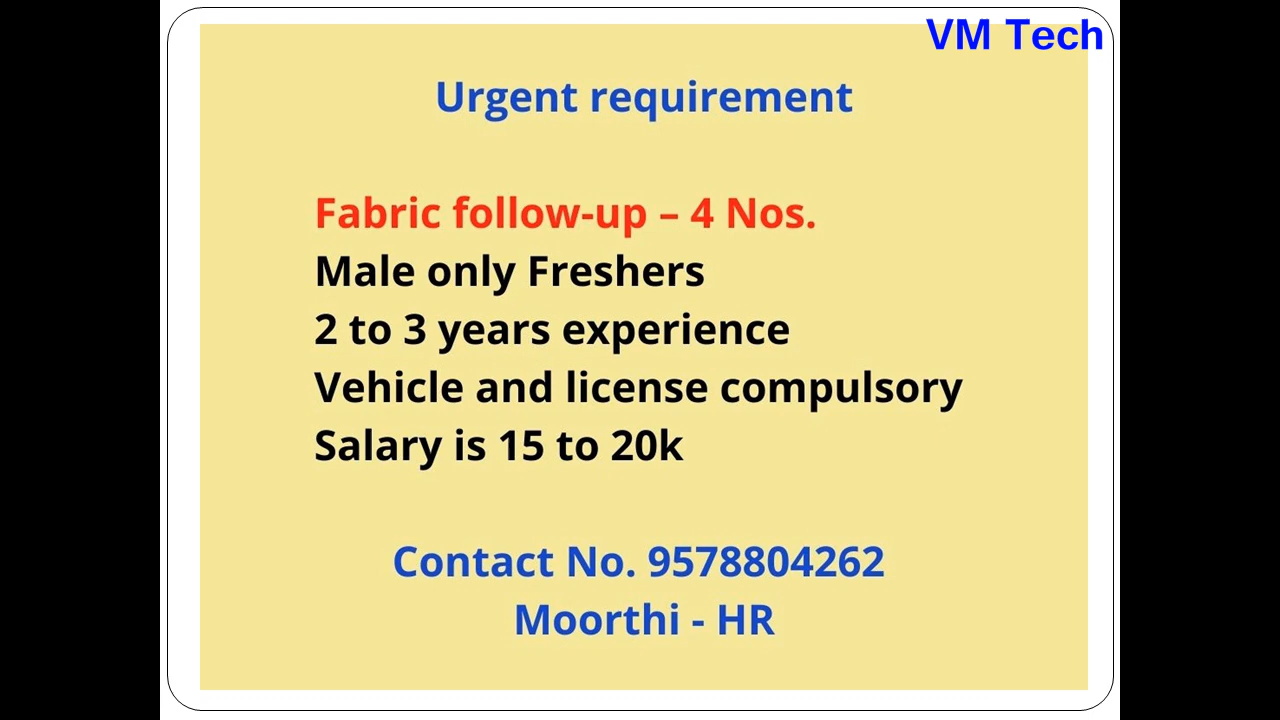 VM Tech
Urgent requirement
Fabric follow-up – 4 Nos.
Male only Freshers
2 to 3 years experience
Vehicle and license compulsory
Salary is 15 to 20k
Contact No. 9578804262
Moorthi - HR